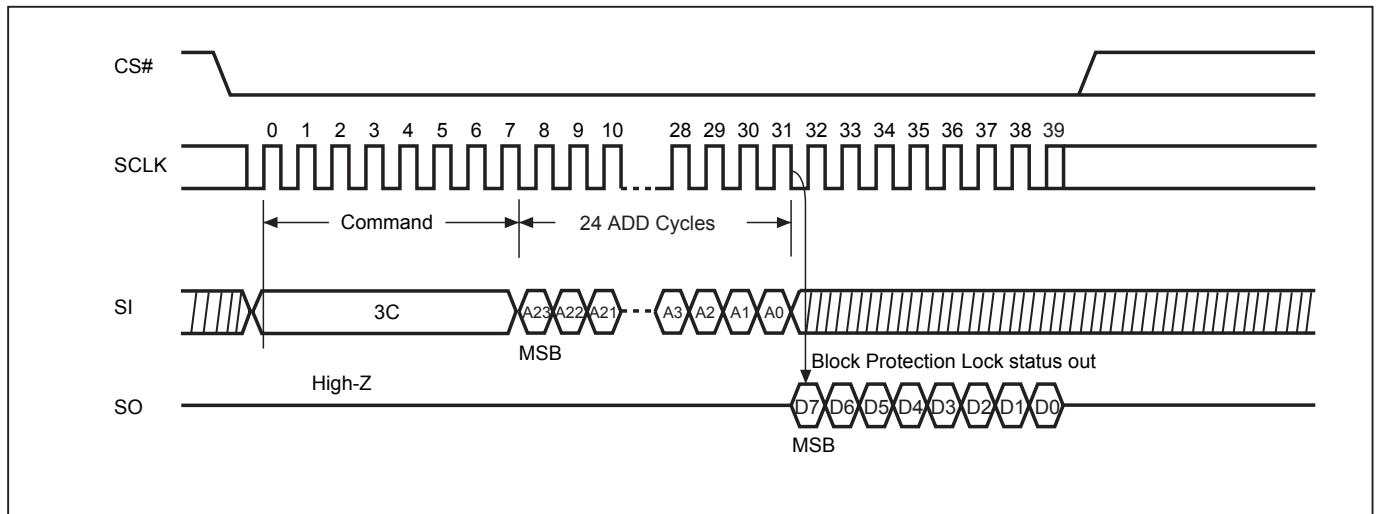 CS#
0 1 2 3 4 5 6 7 8 9 10 28 29 30 31 32 33 34 35 36 37 38 39
SCLK
Command 24 ADD Cycles
SI 3C A23 A22 A21 A3 A2 A1 A0
MSB
Block Protection Lock status out
High-Z
SO D7 D6 D5 D4 D3 D2 D1 D0
MSB